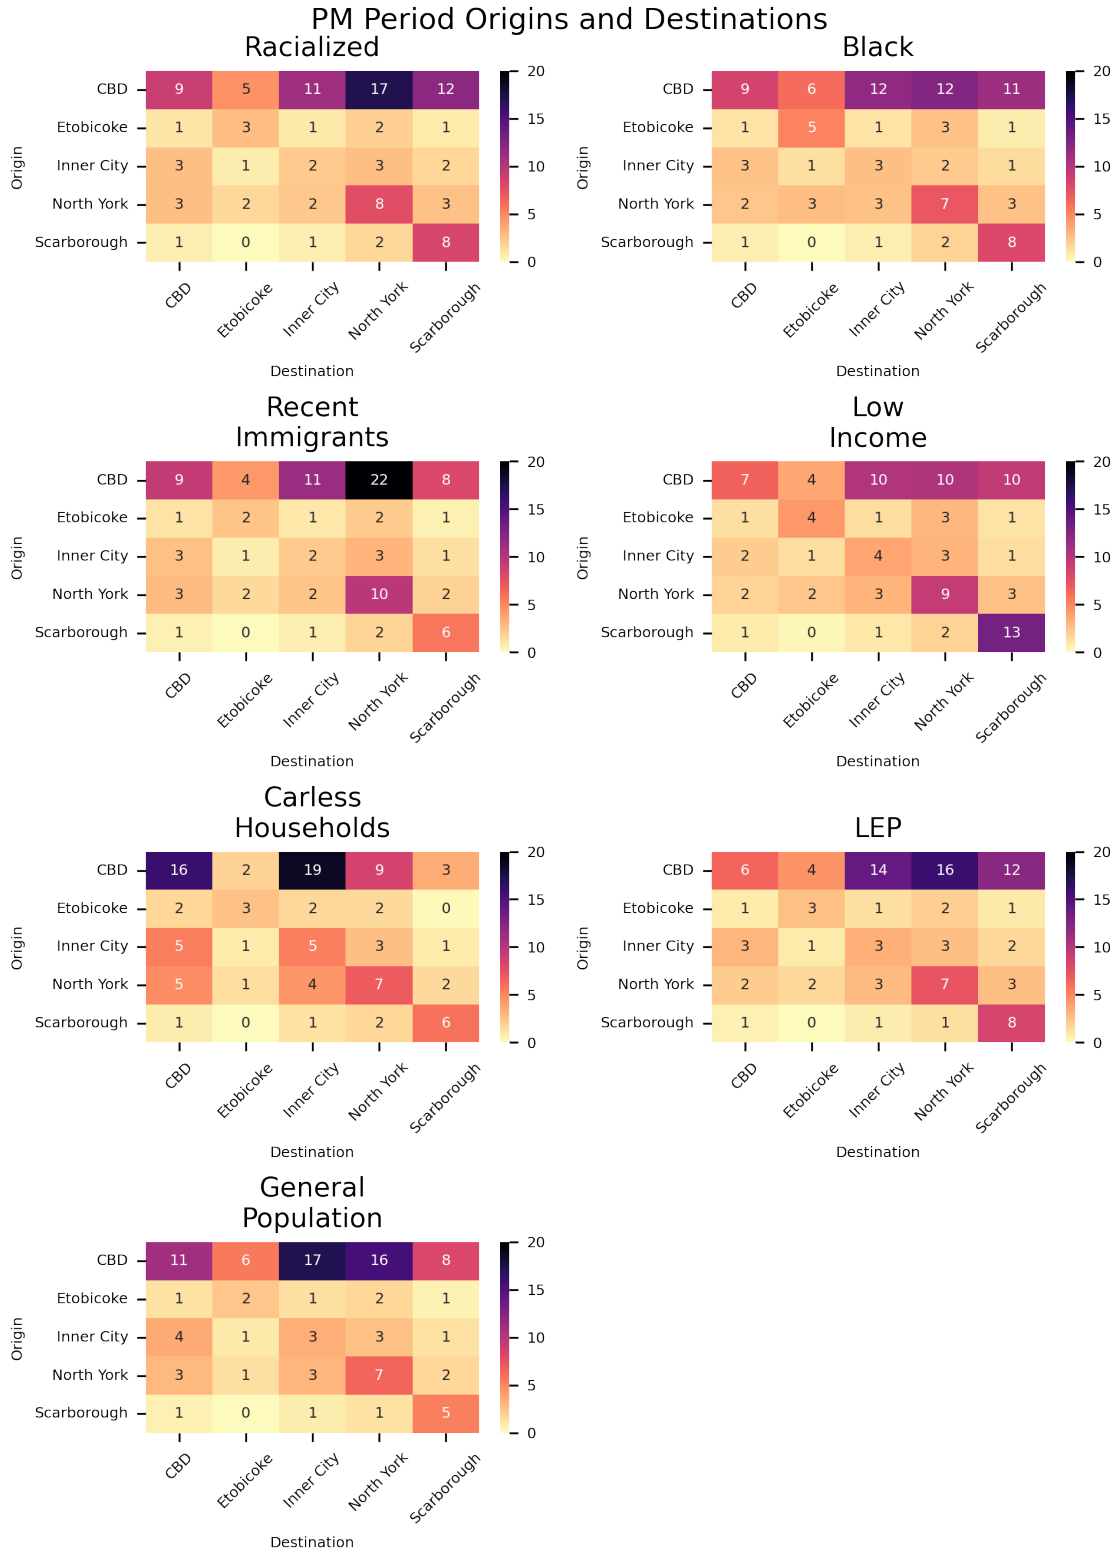 PM Period Origins and Destinations
Racialized
Origin
CBD 9 5 11 17 12
Etobicoke 1 3 1 2 1
Inner City 3 1 2 3 2
North York 3 2 2 8 3
Scarborough 1 0 1 2 8
CBD Etobicoke Inner City North York Scarborough
Destination
20
15
10
5
0
Black
Origin
CBD 9 6 12 12 11
Etobicoke 1 5 1 3 1
Inner City 3 1 3 2 1
North York 2 3 3 7 3
Scarborough 1 0 1 2 8
CBD Etobicoke Inner City North York Scarborough
Destination
20
15
10
5
0
Recent
Immigrants
Origin
CBD 9 4 11 22 8
Etobicoke 1 2 1 2 1
Inner City 3 1 2 3 1
North York 3 2 2 10 2
Scarborough 1 0 1 2 6
CBD Etobicoke Inner City North York Scarborough
Destination
20
15
10
5
0
Low
Income
Origin
CBD 7 4 10 10 10
Etobicoke 1 4 1 3 1
Inner City 2 1 4 3 1
North York 2 2 3 9 3
Scarborough 1 0 1 2 13
CBD Etobicoke Inner City North York Scarborough
Destination
20
15
10
5
0
Carless
Households
Origin
CBD 16 2 19 9 3
Etobicoke 2 3 2 2 0
Inner City 5 1 5 3 1
North York 5 1 4 7 2
Scarborough 1 0 1 2 6
CBD Etobicoke Inner City North York Scarborough
Destination
20
15
10
5
0
LEP
Origin
CBD 6 4 14 16 12
Etobicoke 1 3 1 2 1
Inner City 3 1 3 3 2
North York 2 2 3 7 3
Scarborough 1 0 1 1 8
CBD Etobicoke Inner City North York Scarborough
Destination
20
15
10
5
0
General
Population
Origin
CBD 11 6 17 16 8
Etobicoke 1 2 1 2 1
Inner City 4 1 3 3 1
North York 3 1 3 7 2
Scarborough 1 0 1 1 5
CBD Etobicoke Inner City North York Scarborough
Destination
20
15
10
5
0